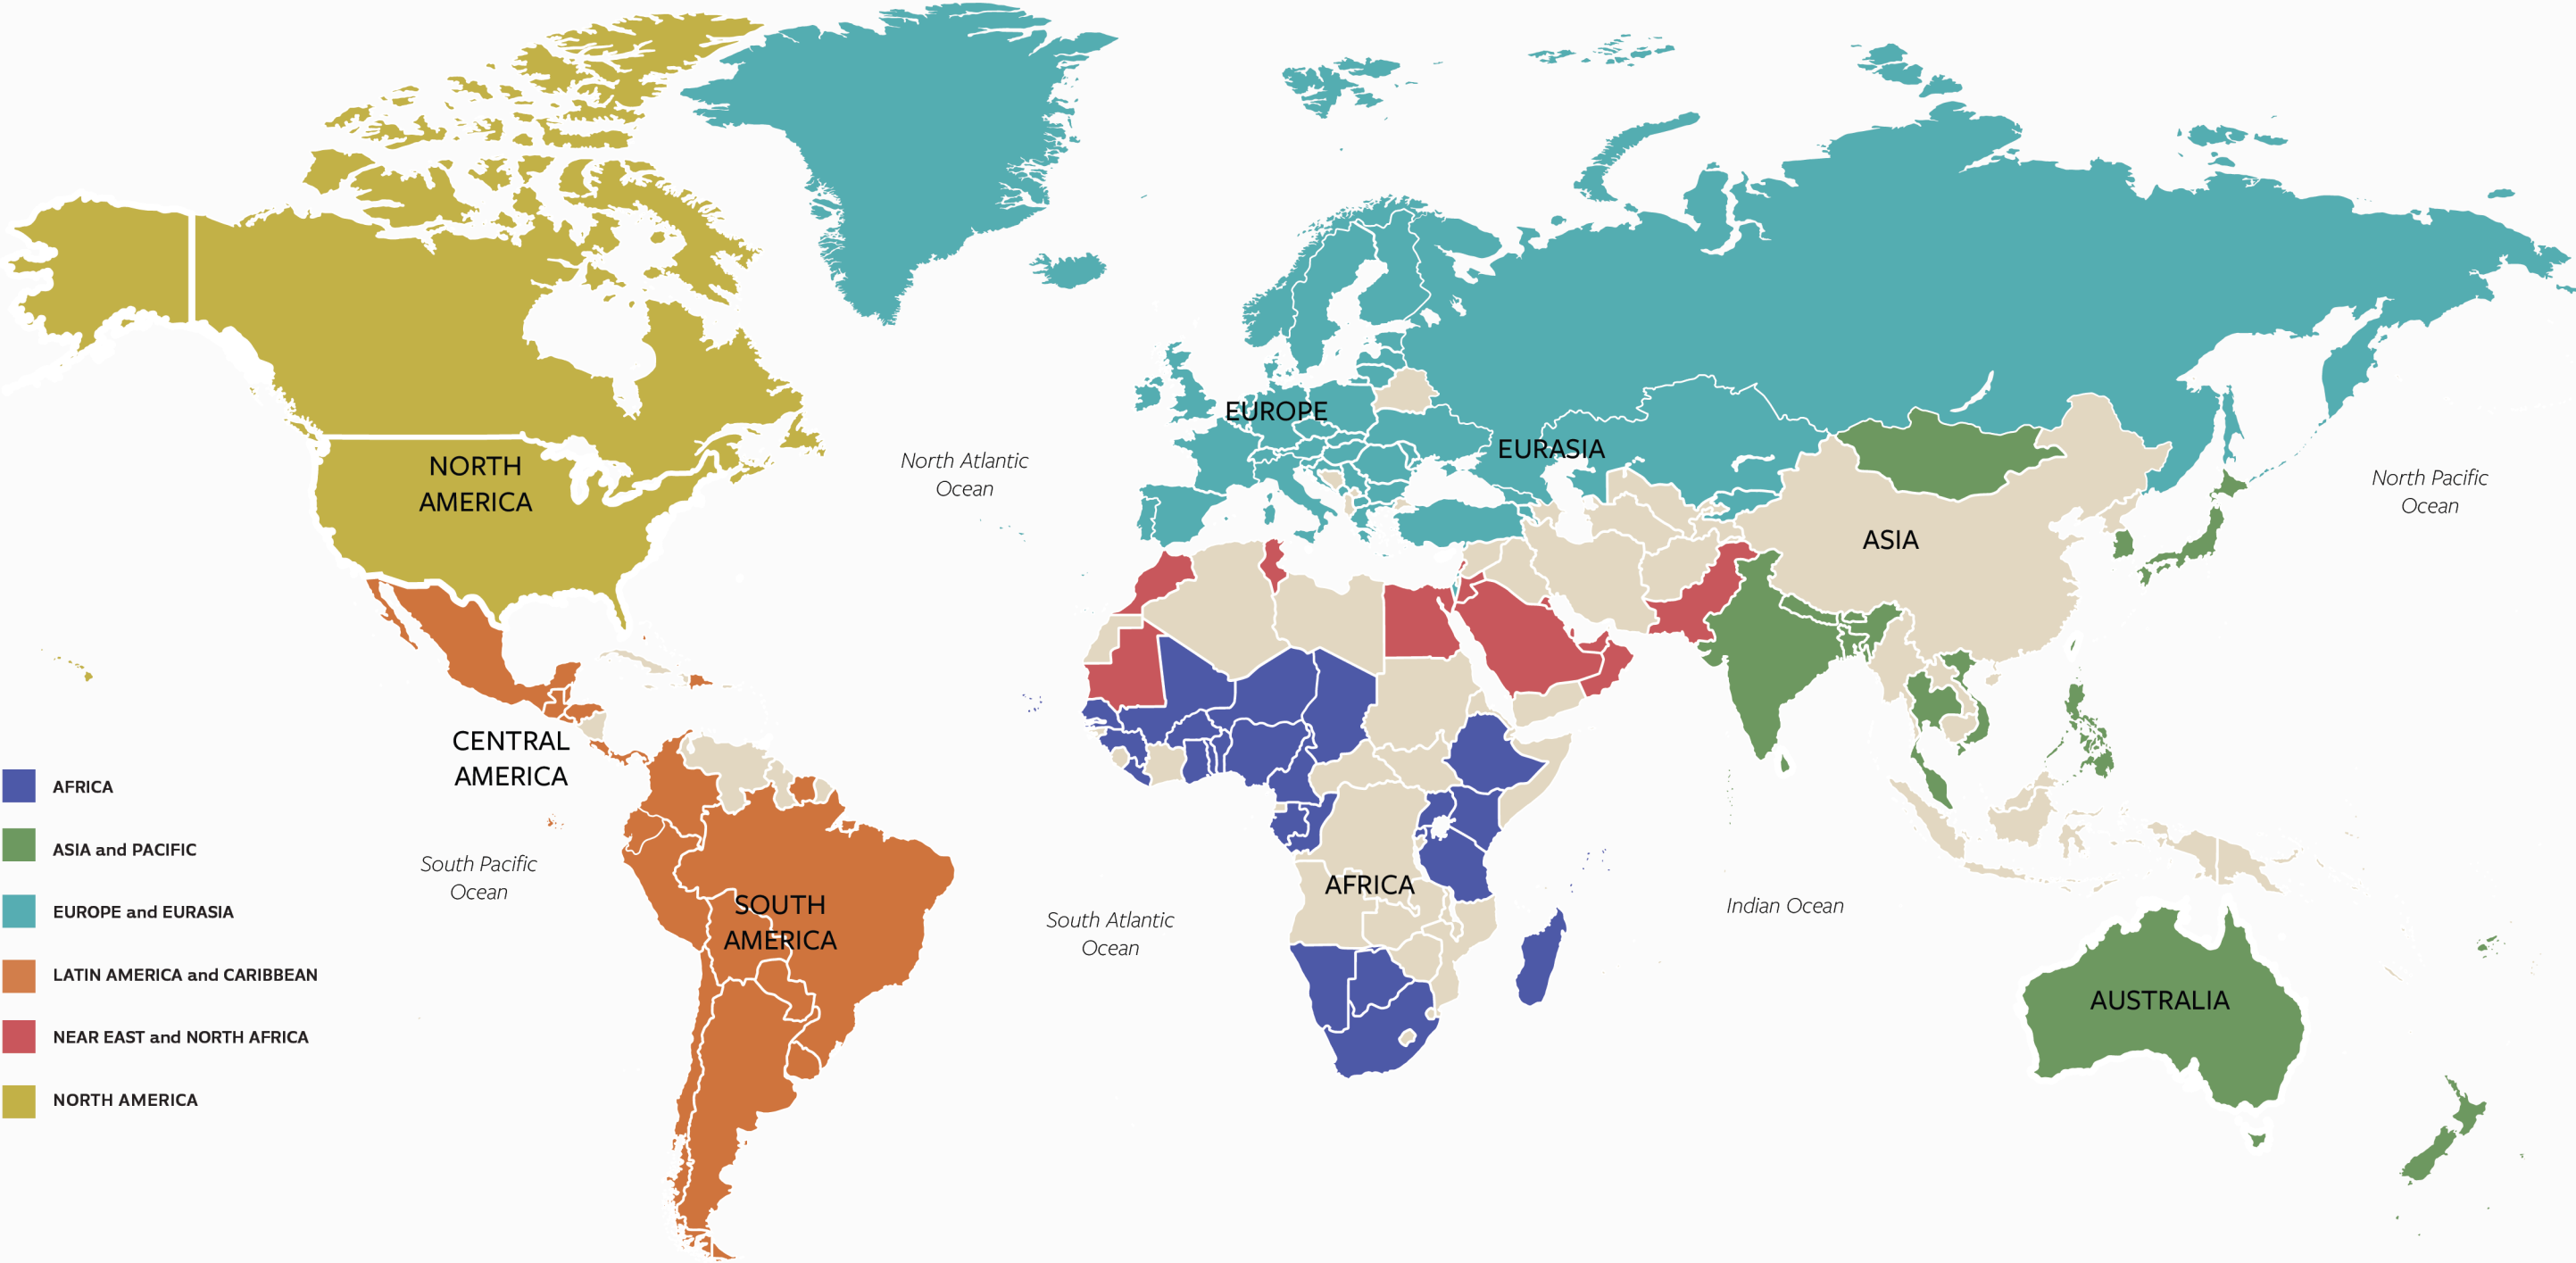 NORTH
AMERICA
CENTRAL
AMERICA
SOUTH
AMERICA
EUROPE
EURASIA
ASIA
AFRICA
AUSTRALIA
North Atlantic
Ocean
North Pacific
Ocean
South Pacific
Ocean
South Atlantic
Ocean
Indian Ocean
AFRICA
ASIA and PACIFIC
EUROPE and EURASIA
LATIN AMERICA and CARIBBEAN
NEAR EAST and NORTH AFRICA
NORTH AMERICA